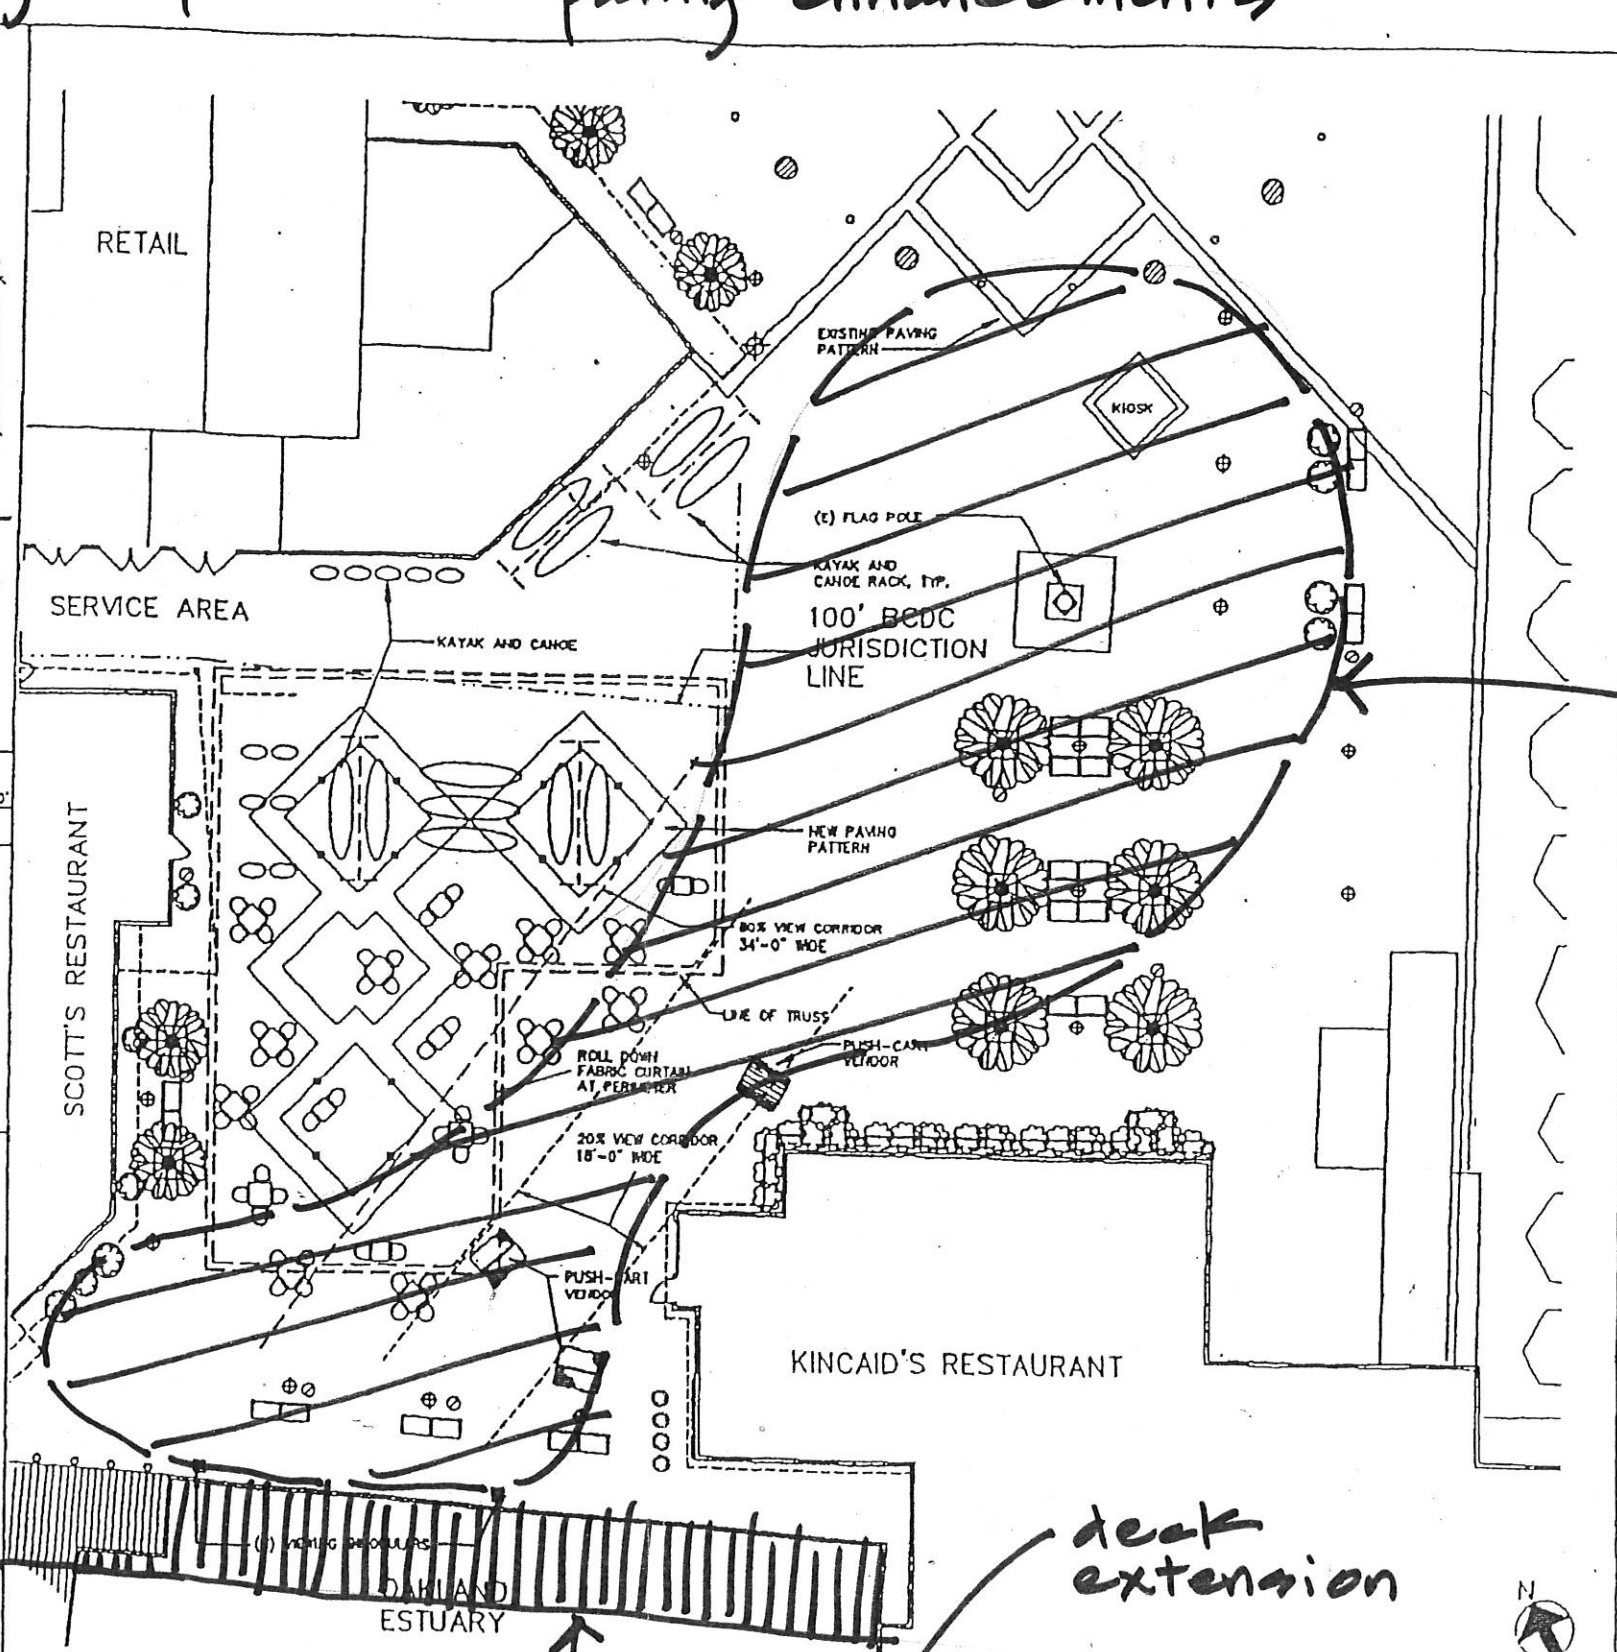 paving enhancements
RETAIL
EXISTING PAVING
PATTERN
KIOSK
(E) FLAG POLE
KAYAK AND
CANOE RACK, TYP.
SERVICE AREA
100' BCDC
JURISDICTION
LINE
KAYAK AND CANOE
NEW PAVING
PATTERN
SCOTT'S RESTAURANT
80% VIEW CORRIDOR
34'-0" WIDE
LINE OF TRUSS
PUSH-CART
VENDOR
ROLL DOWN
FABRIC CURTAIN
AT PERIMETER
20% VIEW CORRIDOR
18'-0" WIDE
PUSH-CART
VENDOR
KINCAID'S RESTAURANT
deck
extension
OAKLAND
ESTUARY
N